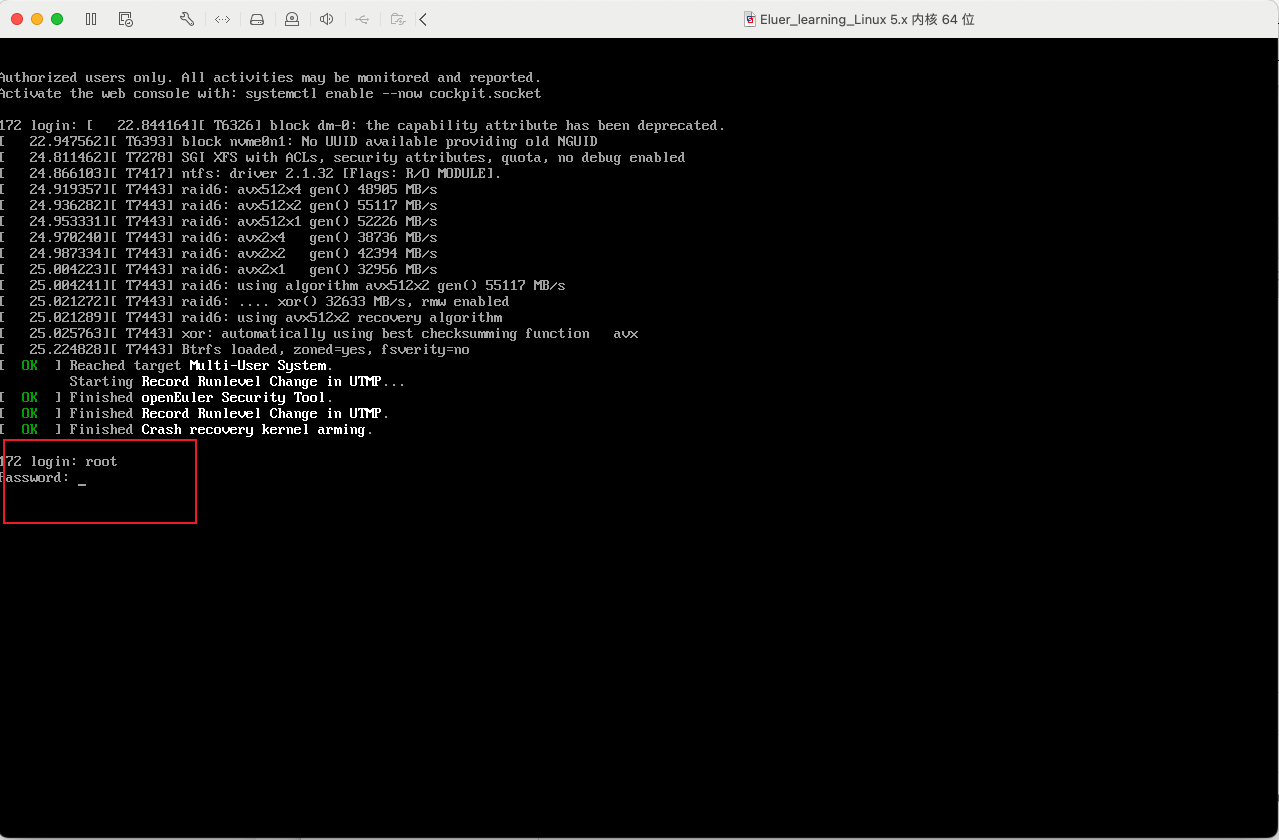 Eluer_learning_Linux 5.x 内核 64 位
Authorized users only. All activities may be monitored and reported.
Activate the web console with: systemctl enable --now cockpit.socket
172 login: [   22.844164][ T6326] block dm-0: the capability attribute has been deprecated.
[   22.947562][ T6393] block nvme0n1: No UUID available providing old NGUID
[   24.811462][ T7278] SGI XFS with ACLs, security attributes, quota, no debug enabled
[   24.866103][ T7417] ntfs: driver 2.1.32 [Flags: R/O MODULE].
[   24.919357][ T7443] raid6: avx512x4 gen() 48905 MB/s
[   24.936282][ T7443] raid6: avx512x2 gen() 55117 MB/s
[   24.953331][ T7443] raid6: avx512x1 gen() 52226 MB/s
[   24.970240][ T7443] raid6: avx2x4   gen() 38736 MB/s
[   24.987334][ T7443] raid6: avx2x2   gen() 42394 MB/s
[   25.004223][ T7443] raid6: avx2x1   gen() 32956 MB/s
[   25.004241][ T7443] raid6: using algorithm avx512x2 gen() 55117 MB/s
[   25.021272][ T7443] raid6: .... xor() 32633 MB/s, rmw enabled
[   25.021289][ T7443] raid6: using avx512x2 recovery algorithm
[   25.025763][ T7443] xor: automatically using best checksumming function   avx
[   25.224828][ T7443] Btrfs loaded, zoned=yes, fsverity=no
[  OK  ] Reached target Multi-User System.
Starting Record Runlevel Change in UTMP...
[  OK  ] Finished openEuler Security Tool.
[  OK  ] Finished Record Runlevel Change in UTMP.
[  OK  ] Finished Crash recovery kernel arming.
172 login: root
Password: _